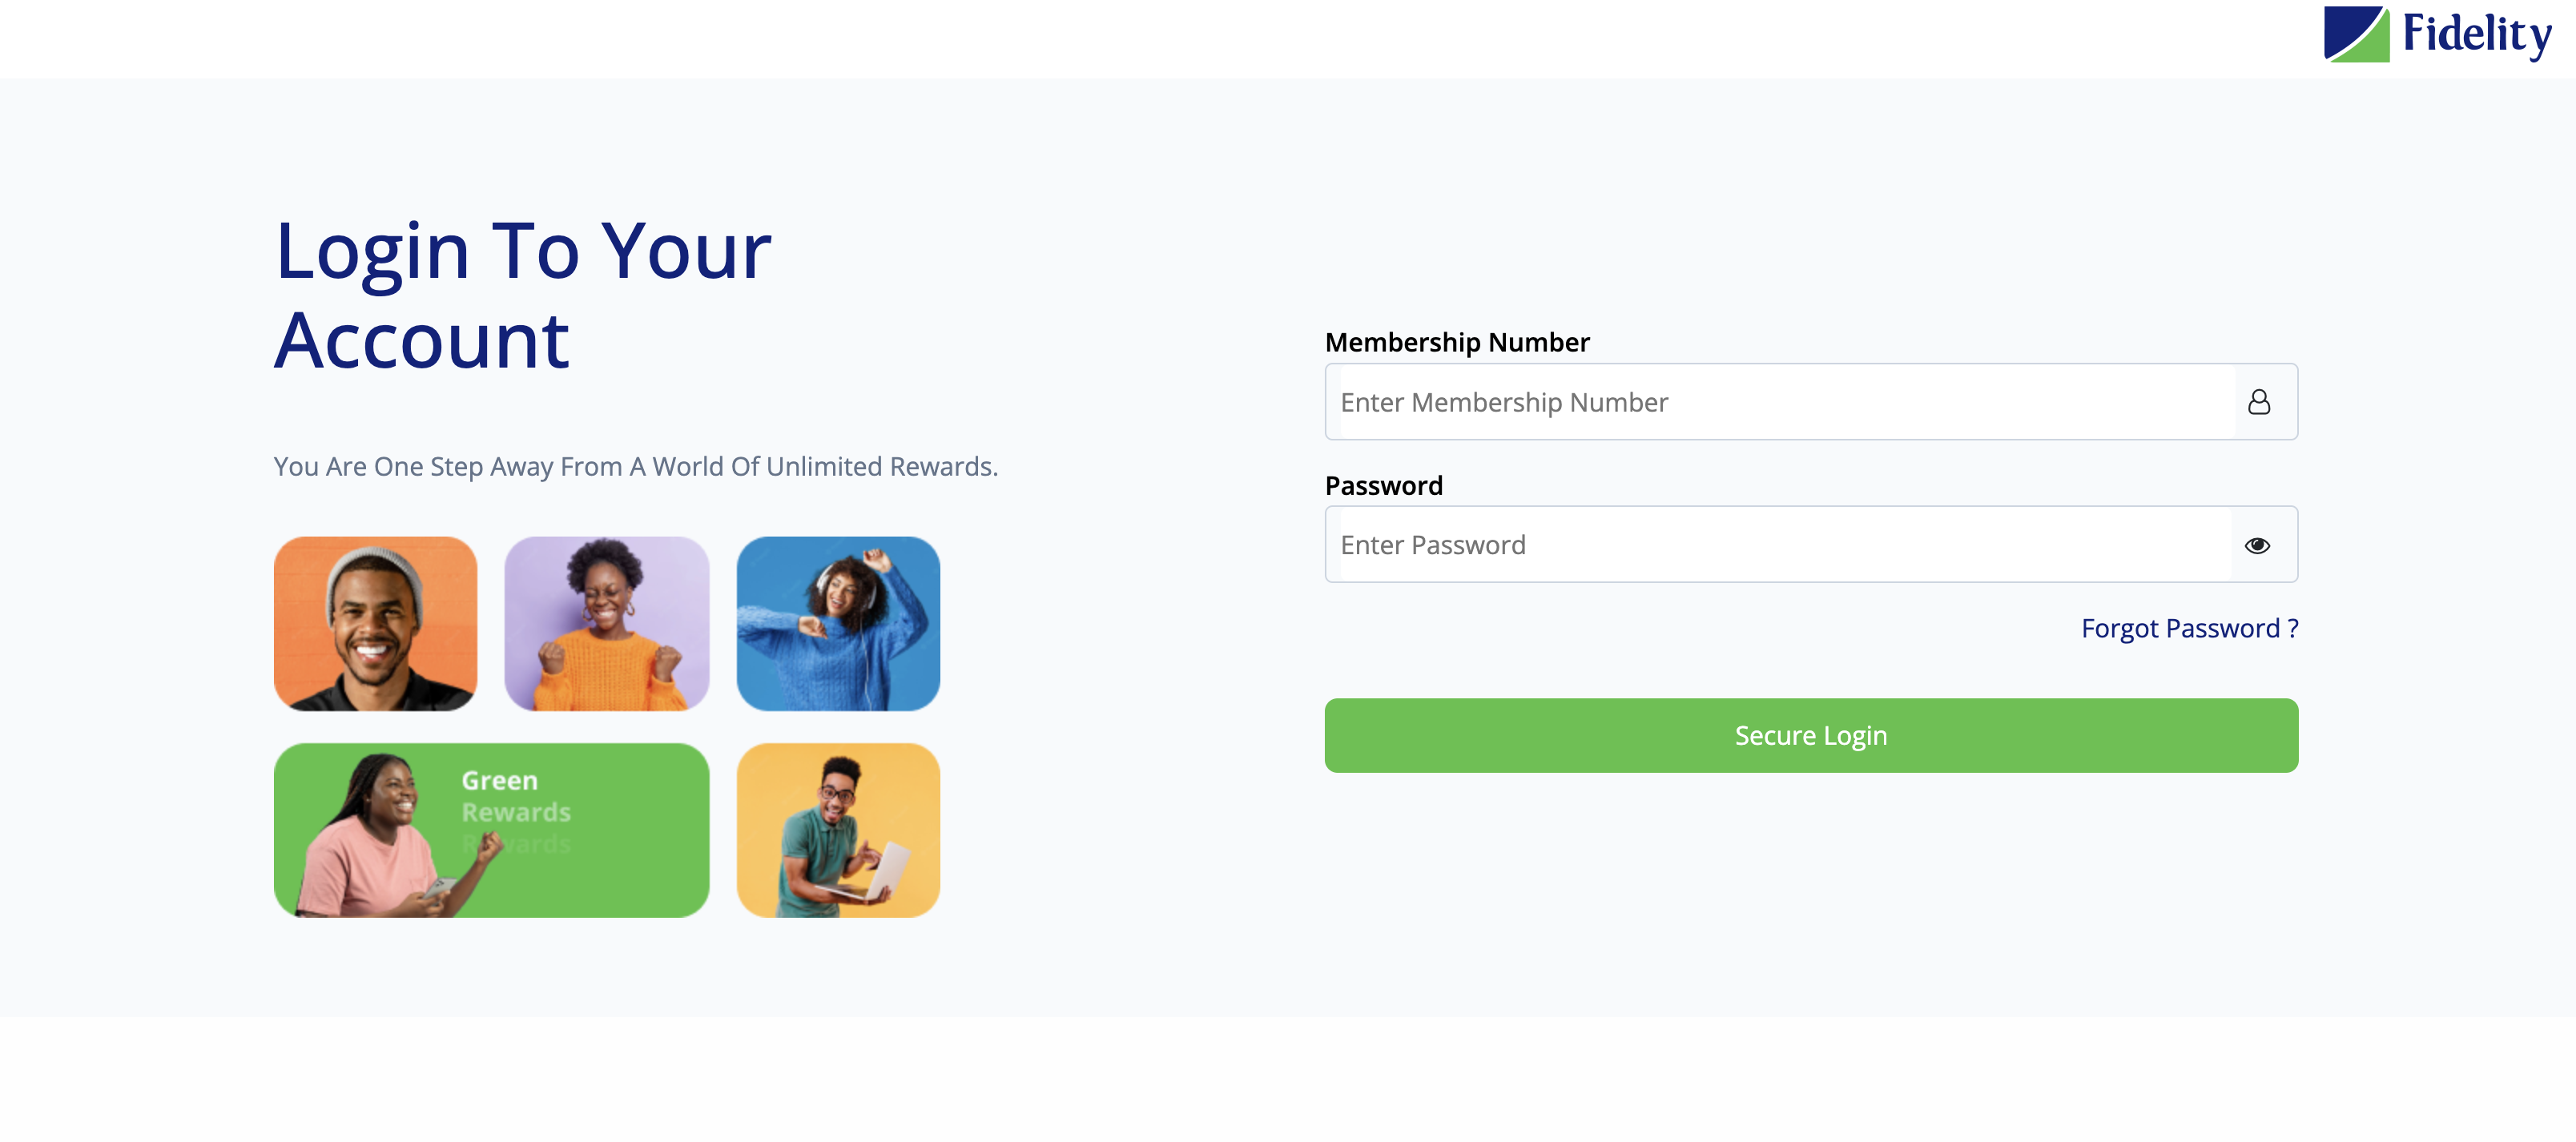 Fidelity
Login To Your
Account
You Are One Step Away From A World Of Unlimited Rewards.
Green
Rewards
Rewards
Membership Number
Enter Membership Number
Password
Enter Password
Forgot Password ?
Secure Login